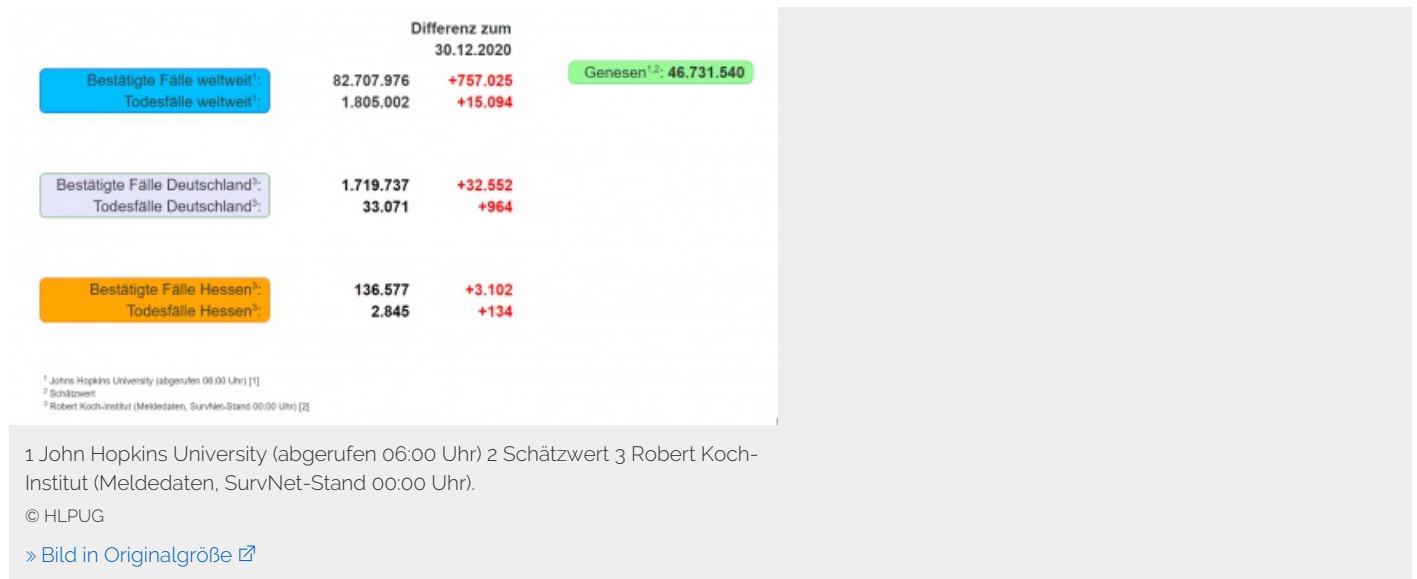 Differenz zum
30.12.2020
Bestätigte Fälle weltweit¹: 82.707.976 +757.025 Genesen¹,²: 46.731.540
Todesfälle weltweit¹: 1.805.002 +15.094
Bestätigte Fälle Deutschland³: 1.719.737 +32.552
Todesfälle Deutschland³: 33.071 +964
Bestätigte Fälle Hessen³: 136.577 +3.102
Todesfälle Hessen³: 2.845 +134
¹ Johns Hopkins University (abgerufen 06:00 Uhr) [1]
² Schätzwert
³ Robert Koch-Institut (Meldedaten, SurvNet-Stand 00:00 Uhr) [2]
1 John Hopkins University (abgerufen 06:00 Uhr) 2 Schätzwert 3 Robert Koch-
Institut (Meldedaten, SurvNet-Stand 00:00 Uhr).
© HLPUG
» Bild in Originalgröße